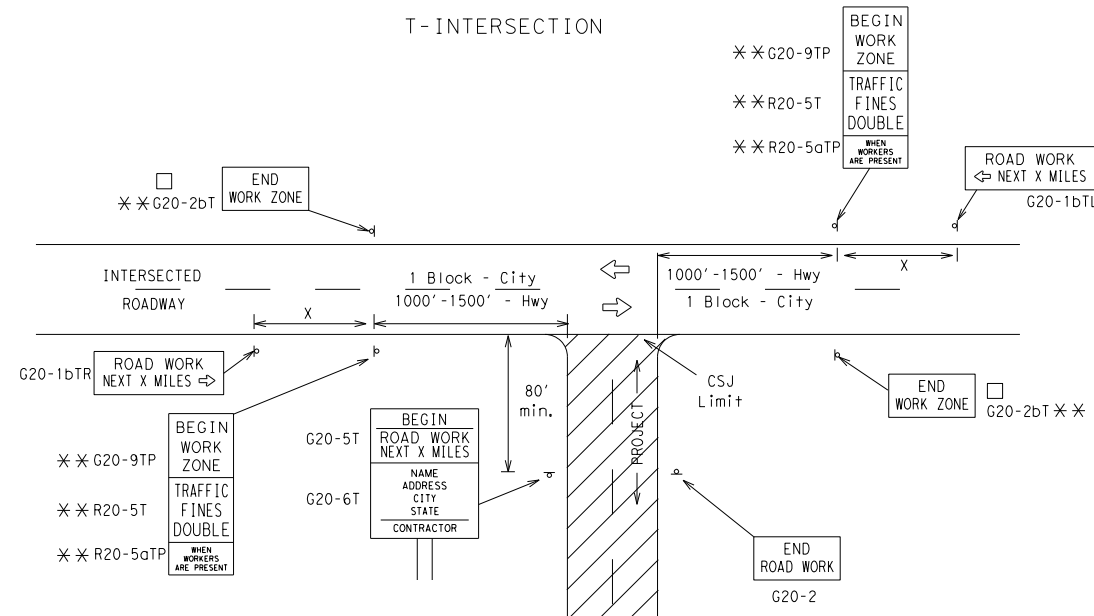 T-INTERSECTION
BEGIN
WORK
ZONE
TRAFFIC
FINES
DOUBLE
WHEN
WORKERS
ARE PRESENT
✳✳G20-9TP
✳✳R20-5T
✳✳R20-5aTP
ROAD WORK
⇦ NEXT X MILES
G20-1bTL
□
✳✳G20-2bT
END
WORK ZONE
INTERSECTED
ROADWAY
1 Block - City
1000'-1500' - Hwy
X
1000'-1500' - Hwy
1 Block - City
X
G20-1bTR
ROAD WORK
NEXT X MILES ⇨
80'
min.
CSJ
Limit
PROJECT
END
WORK ZONE
□
G20-2bT✳✳
✳✳G20-9TP
✳✳R20-5T
✳✳R20-5aTP
BEGIN
WORK
ZONE
TRAFFIC
FINES
DOUBLE
WHEN
WORKERS
ARE PRESENT
G20-5T
G20-6T
BEGIN
ROAD WORK
NEXT X MILES
NAME
ADDRESS
CITY
STATE
CONTRACTOR
END
ROAD WORK
G20-2